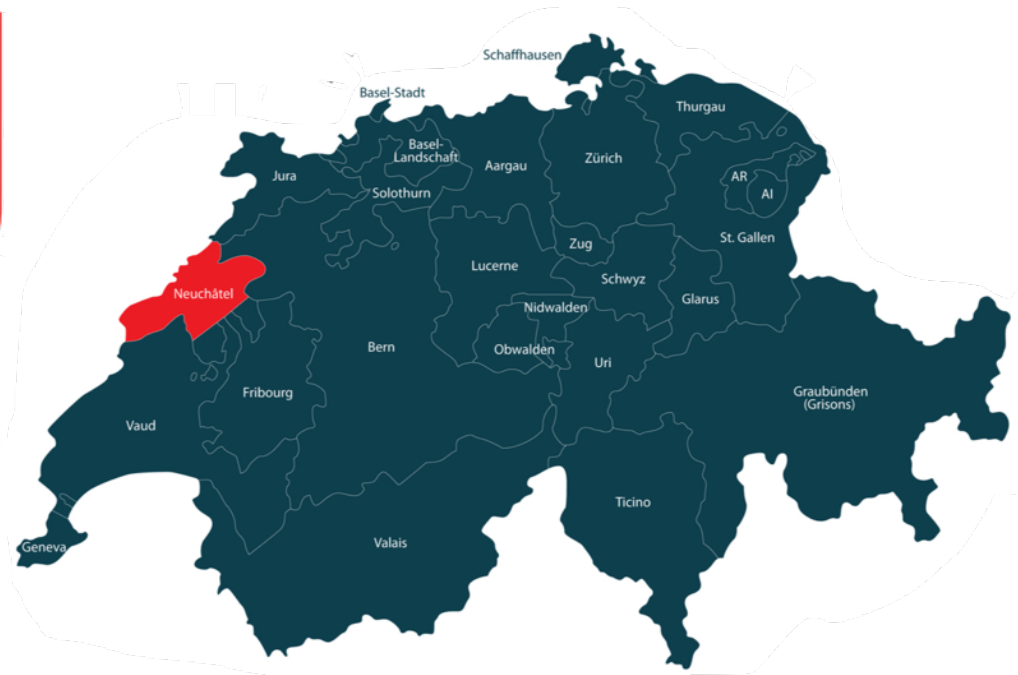 Schaffhausen
Basel-Stadt
Thurgau
Basel-
Landschaft
Zürich
Aargau
Jura
AR
AI
Solothurn
St. Gallen
Zug
Lucerne
Schwyz
Neuchâtel
Glarus
Nidwalden
Bern
Obwalden
Uri
Fribourg
Graubünden
(Grisons)
Vaud
Ticino
Valais
Geneva